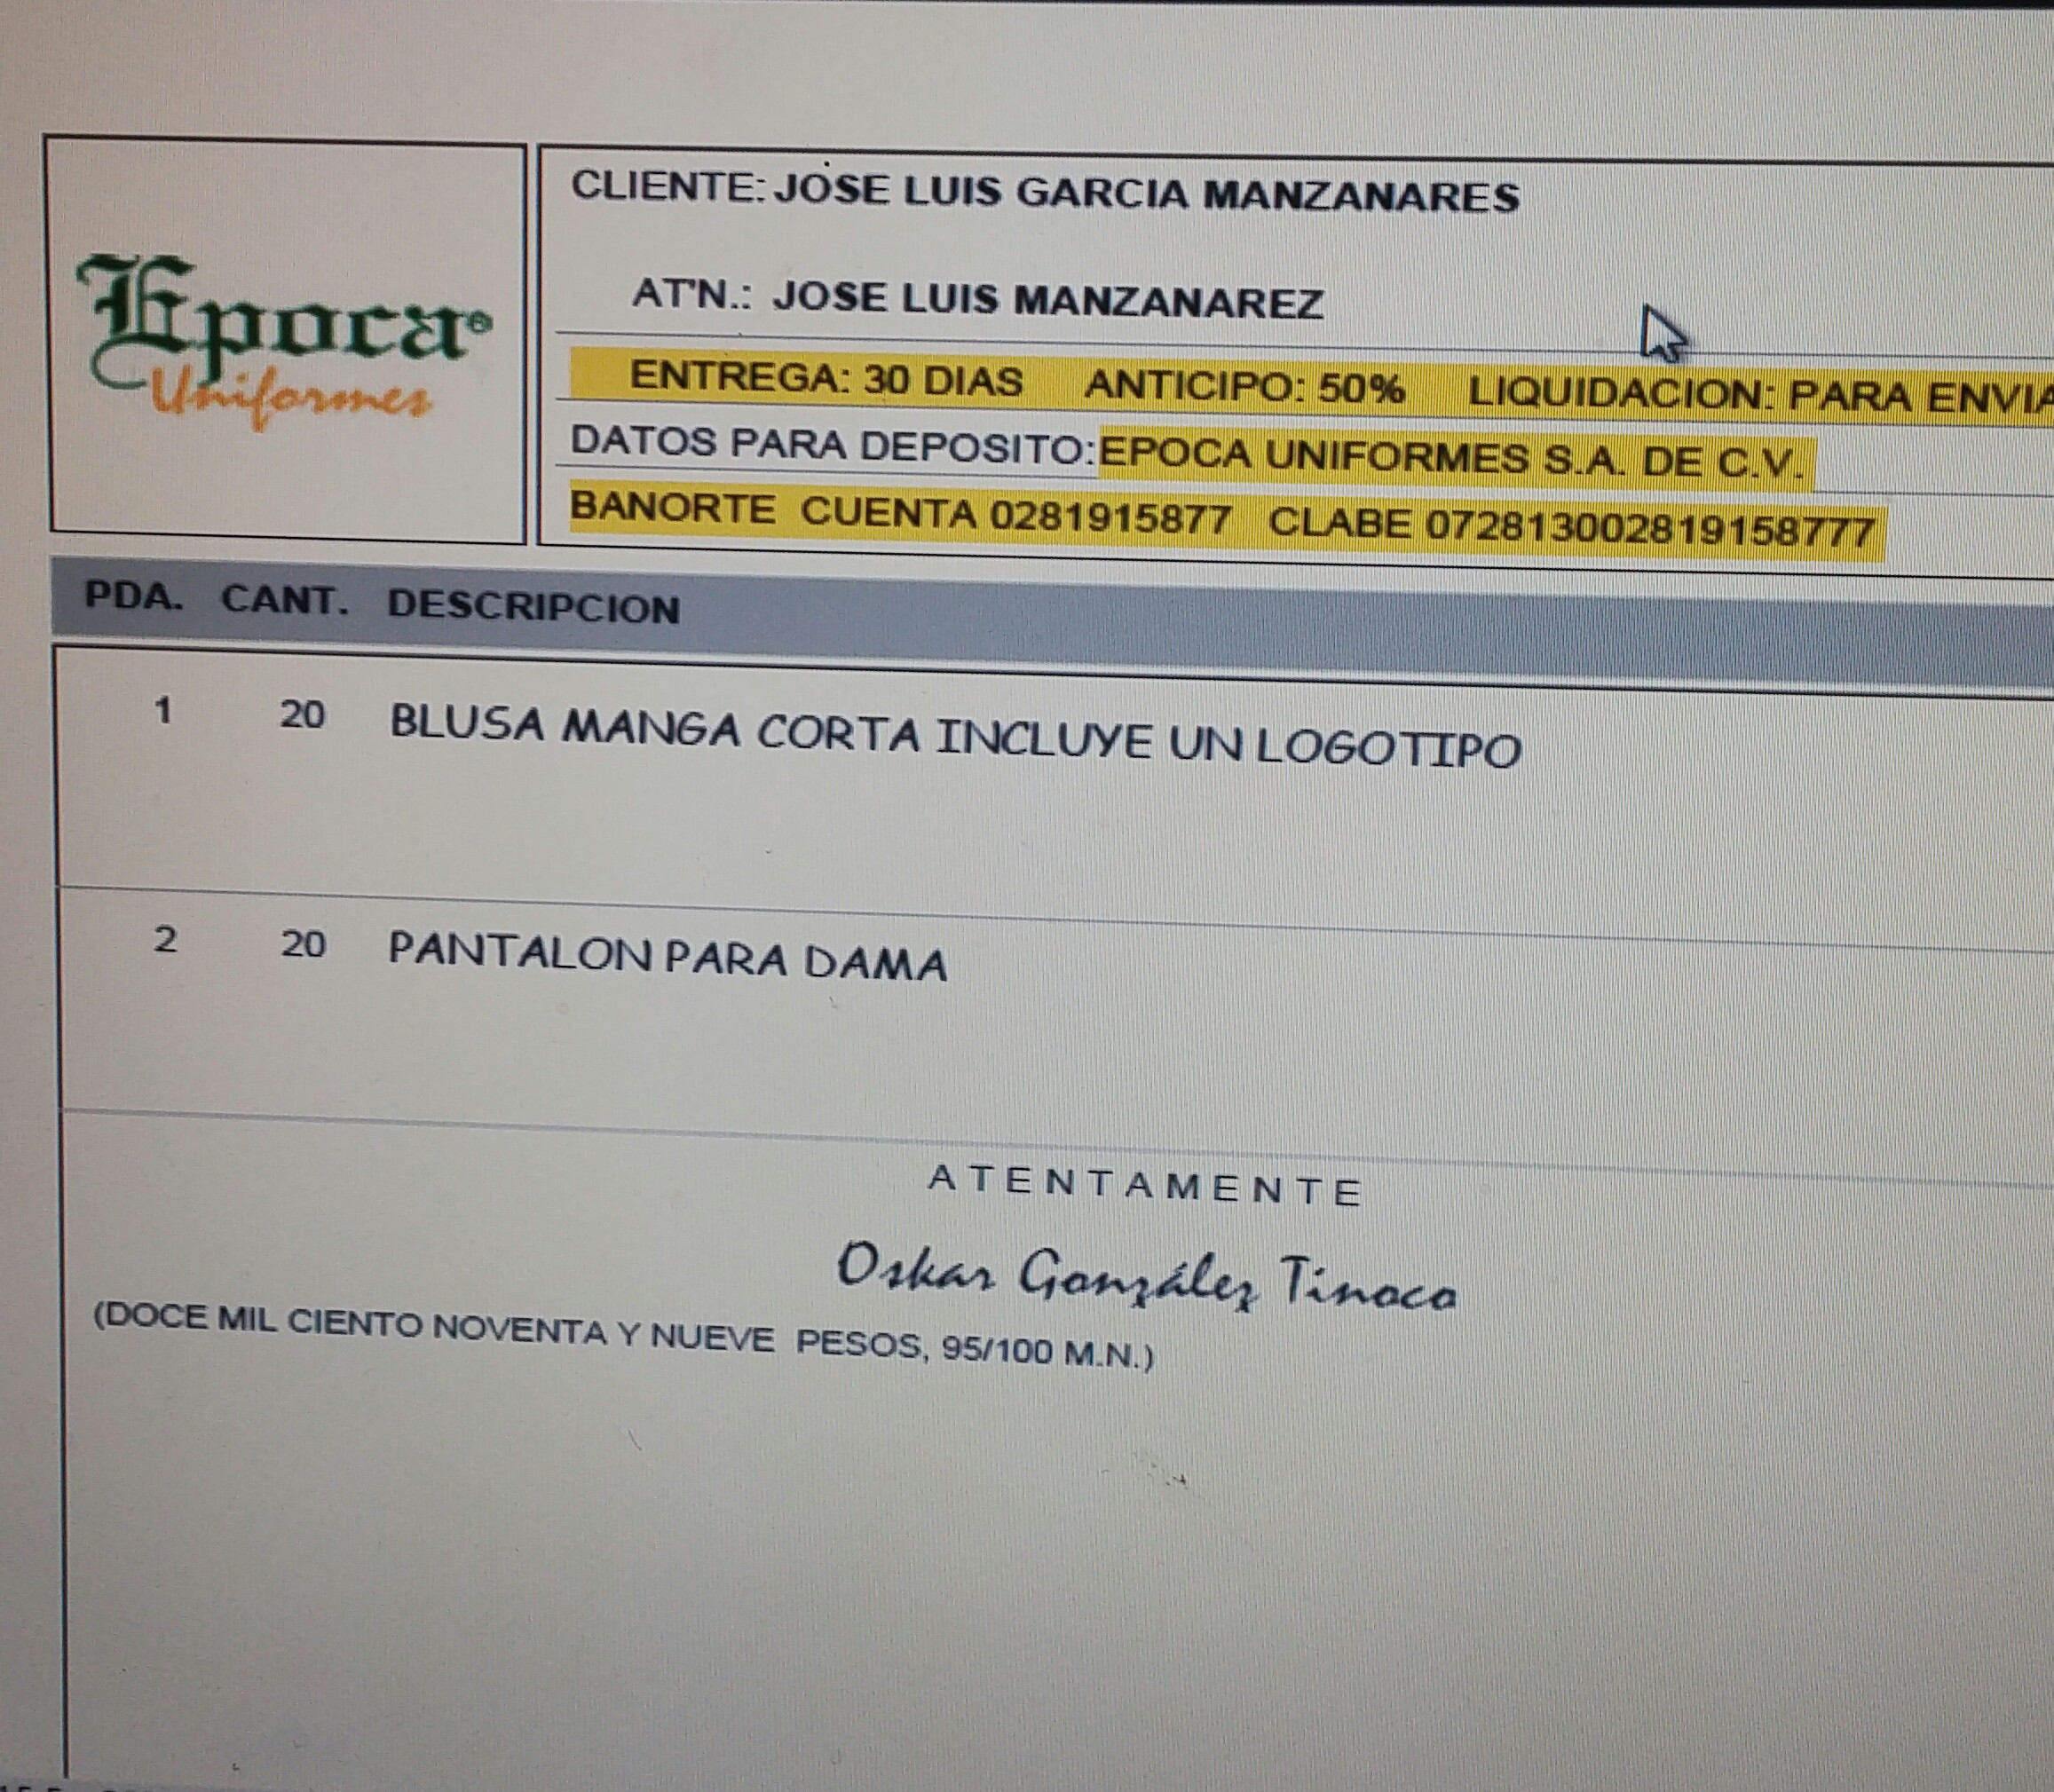 Epoca®
Uniformes
CLIENTE: JOSE LUIS GARCIA MANZANARES
AT'N.: JOSE LUIS MANZANAREZ
ENTREGA: 30 DIAS ANTICIPO: 50% LIQUIDACION: PARA ENVIA
DATOS PARA DEPOSITO: EPOCA UNIFORMES S.A. DE C.V.
BANORTE CUENTA 0281915877 CLABE 072813002819158777
PDA. CANT. DESCRIPCION
1 20 BLUSA MANGA CORTA INCLUYE UN LOGOTIPO
2 20 PANTALON PARA DAMA
ATENTAMENTE
Oskar González Tinoco
(DOCE MIL CIENTO NOVENTA Y NUEVE PESOS, 95/100 M.N.)